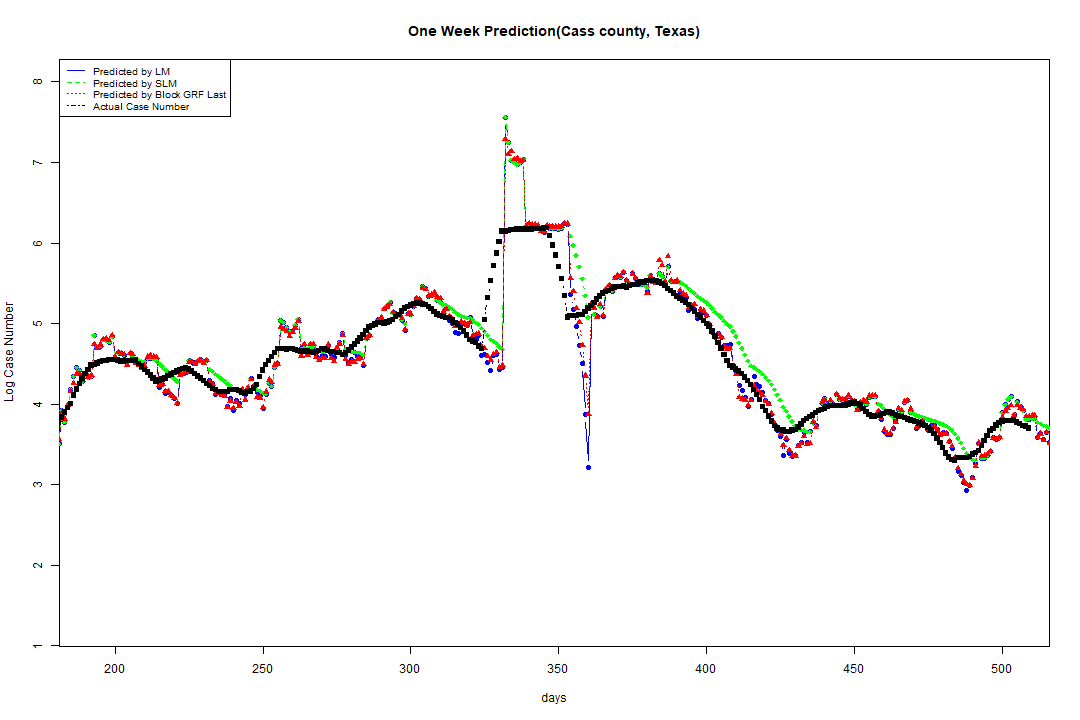 One Week Prediction(Cass county, Texas)
Predicted by LM
Predicted by SLM
Predicted by Block GRF Last
Actual Case Number
8
7
6
5
4
3
2
1
Log Case Number
200 250 300 350 400 450 500
days